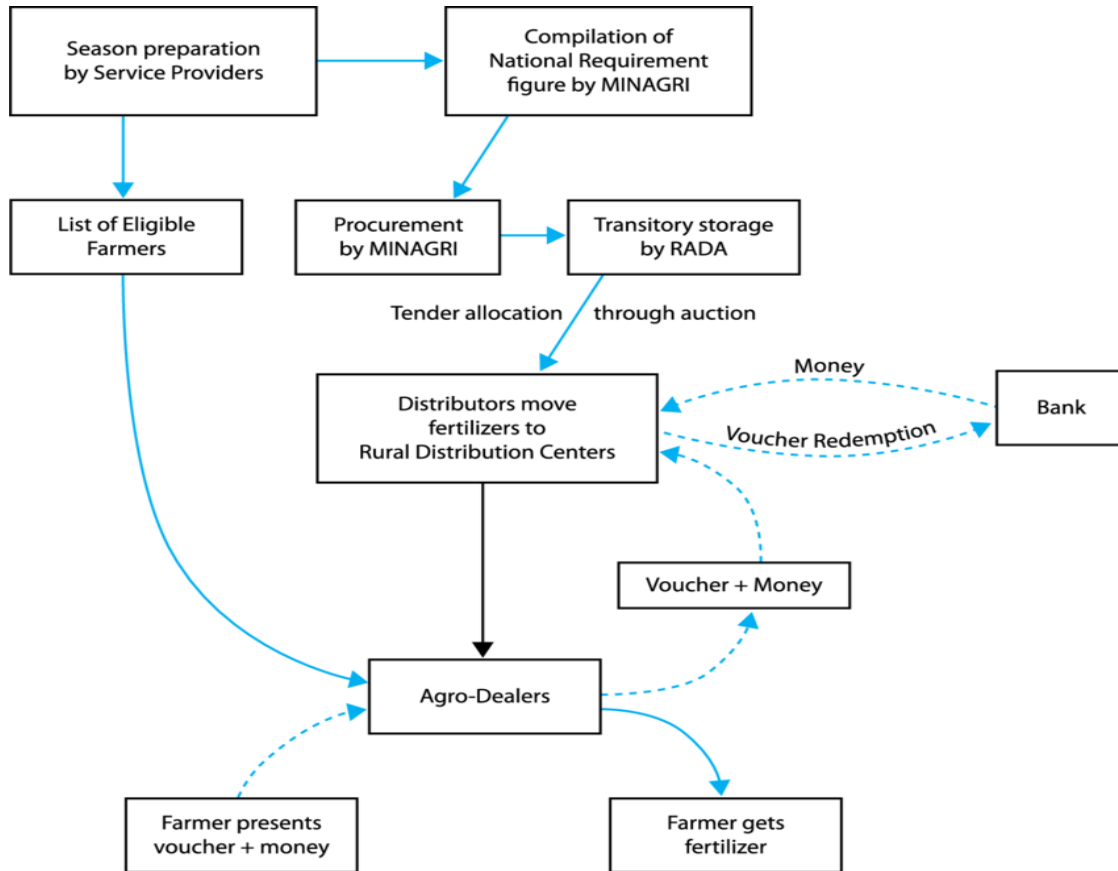 Season preparation
by Service Providers
Compilation of
National Requirement
figure by MINAGRI
List of Eligible
Farmers
Procurement
by MINAGRI
Transitory storage
by RADA
Tender allocation through auction
Distributors move
fertilizers to
Rural Distribution Centers
Money
Voucher Redemption
Bank
Voucher + Money
Agro-Dealers
Farmer presents
voucher + money
Farmer gets
fertilizer